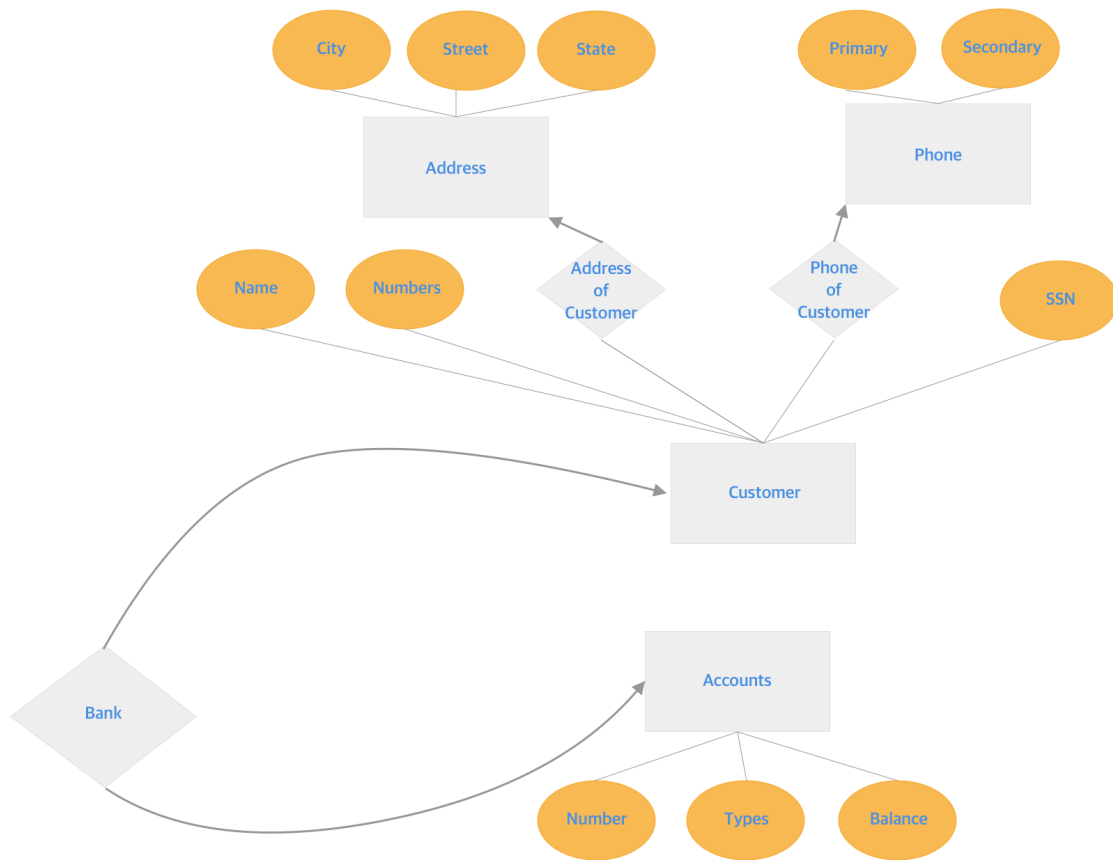 City
Street
State
Primary
Secondary
Address
Phone
Name
Numbers
Address
of
Customer
Phone
of
Customer
SSN
Customer
Accounts
Bank
Number
Types
Balance